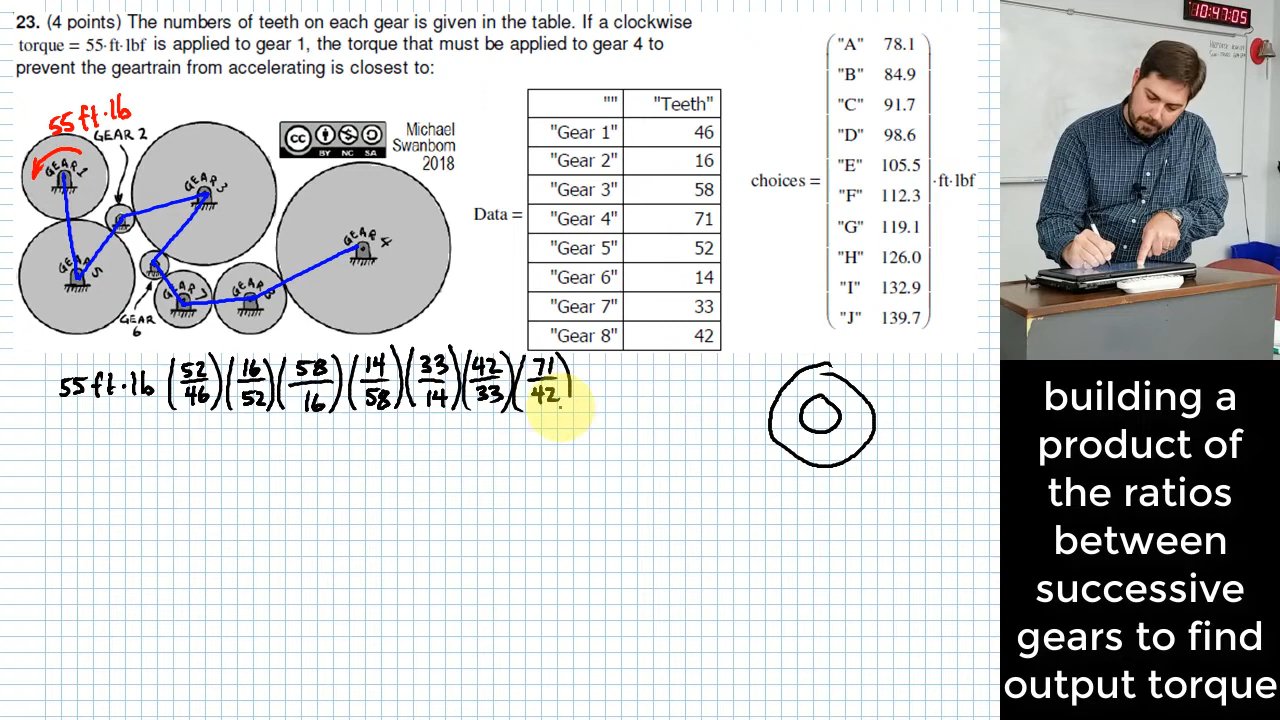 23. (4 points) The numbers of teeth on each gear is given in the table. If a clockwise
torque = 55·ft·lbf is applied to gear 1, the torque that must be applied to gear 4 to
prevent the geartrain from accelerating is closest to:
55 ft·lb
GEAR 2
GEAR 1
GEAR 3
GEAR 4
GEAR 5
GEAR 6
GEAR 7
GEAR 8
CC BY NC SA
Michael
Swanbom
2018
Data =
"" "Teeth"
"Gear 1" 46
"Gear 2" 16
"Gear 3" 58
"Gear 4" 71
"Gear 5" 52
"Gear 6" 14
"Gear 7" 33
"Gear 8" 42
choices =
"A" 78.1
"B" 84.9
"C" 91.7
"D" 98.6
"E" 105.5
"F" 112.3
"G" 119.1
"H" 126.0
"I" 132.9
"J" 139.7
·ft·lbf
55 ft·lb (52/46)(16/52)(58/16)(14/58)(33/14)(42/33)(71/42)
10:47:05
building a
product of
the ratios
between
successive
gears to find
output torque